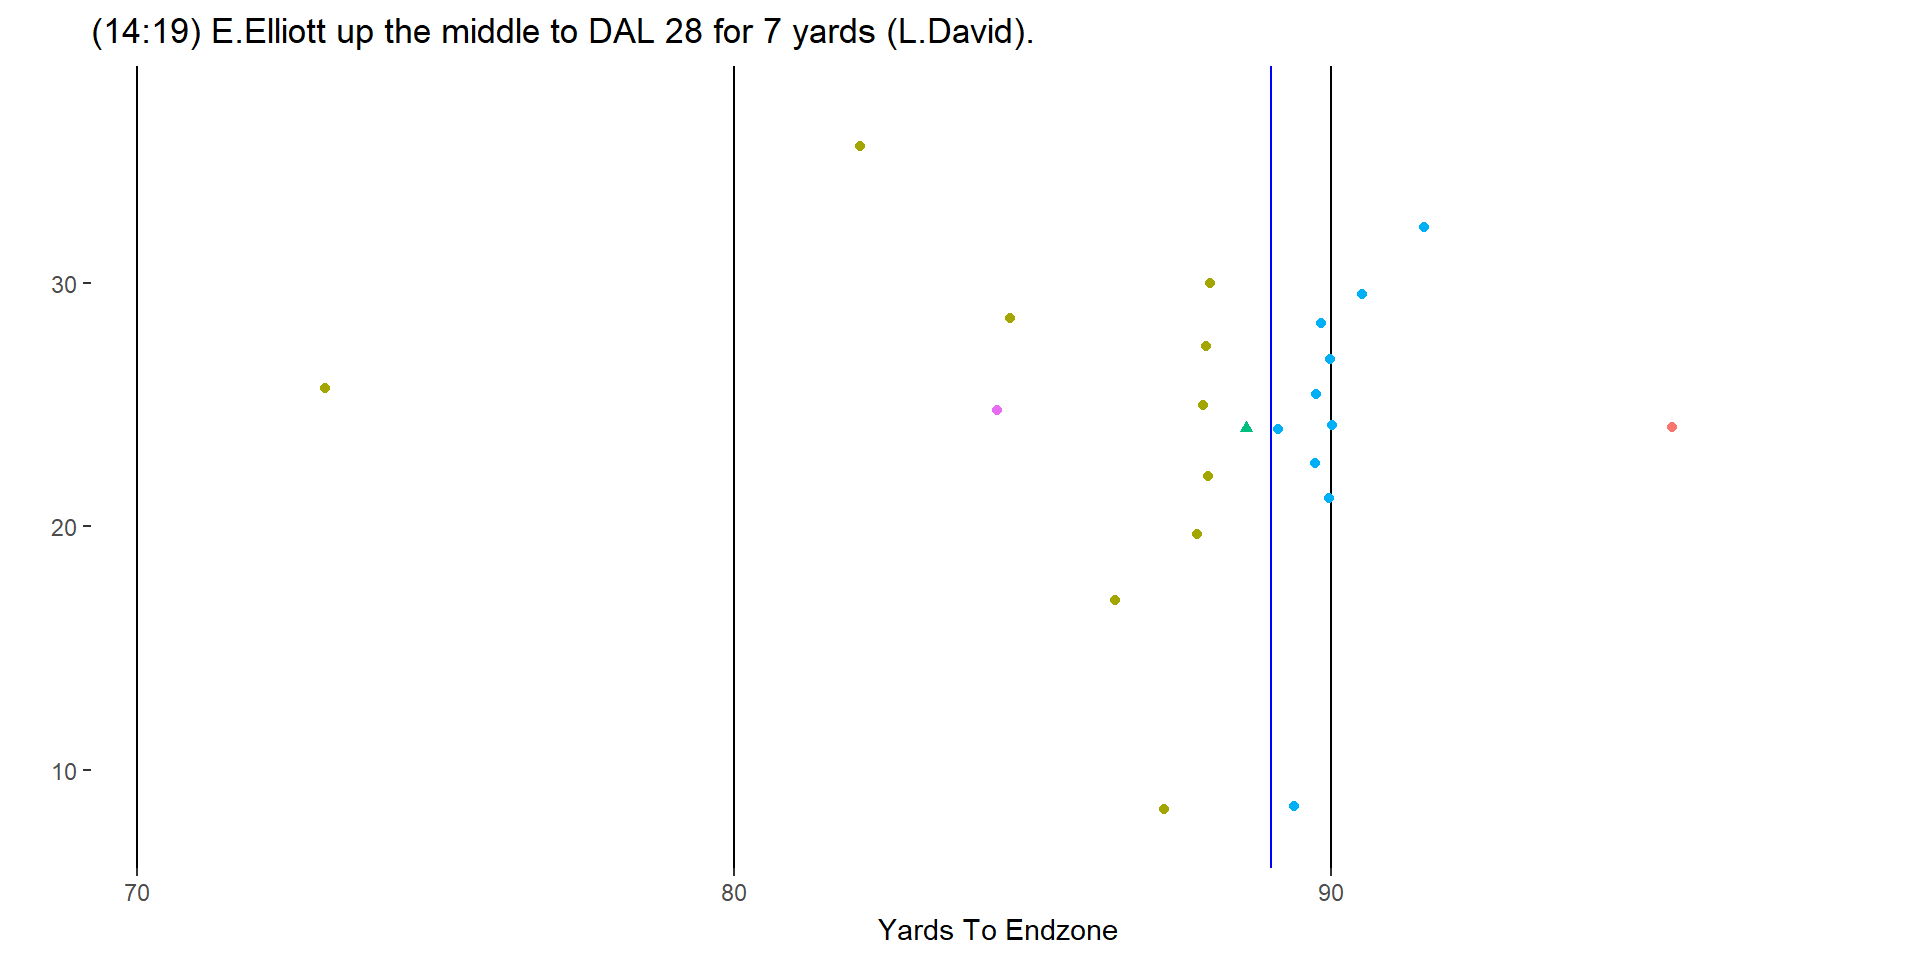 (14:19) E.Elliott up the middle to DAL 28 for 7 yards (L.David).
30
20
10
70 80 90
Yards To Endzone